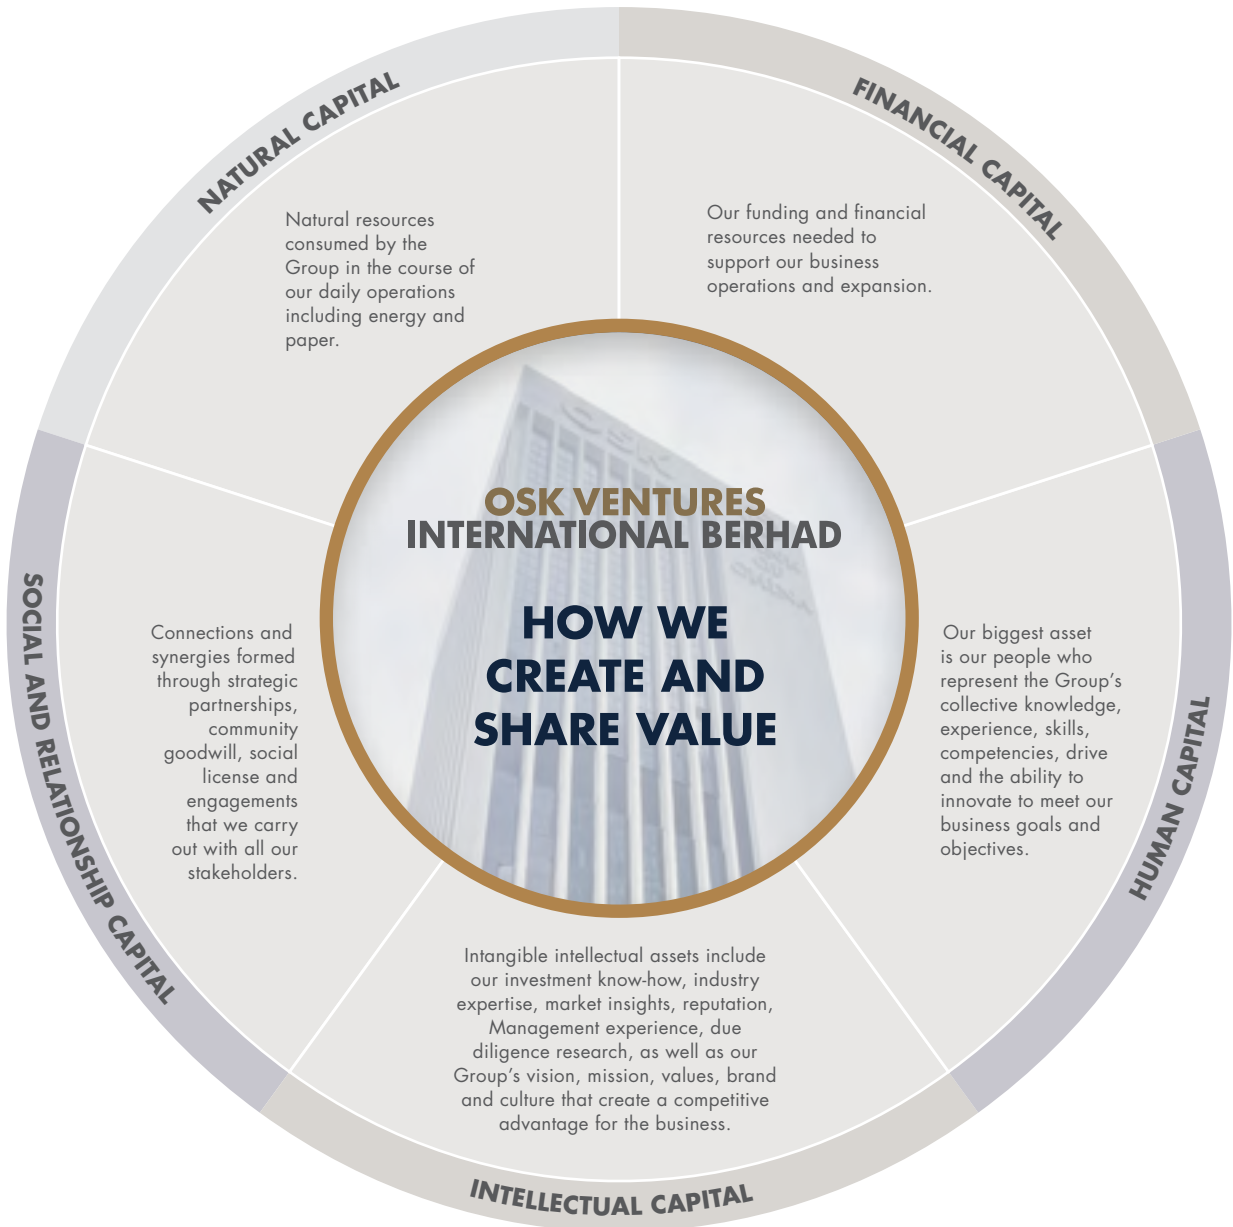 NATURAL CAPITAL
Natural resources
consumed by the
Group in the course of
our daily operations
including energy and
paper.
FINANCIAL CAPITAL
Our funding and financial
resources needed to
support our business
operations and expansion.
OSK
OSK VENTURES
INTERNATIONAL BERHAD
HOW WE
CREATE AND
SHARE VALUE
SOCIAL AND RELATIONSHIP CAPITAL
Connections and
synergies formed
through strategic
partnerships,
community
goodwill, social
license and
engagements
that we carry
out with all our
stakeholders.
HUMAN CAPITAL
Our biggest asset
is our people who
represent the Group’s
collective knowledge,
experience, skills,
competencies, drive
and the ability to
innovate to meet our
business goals and
objectives.
Intangible intellectual assets include
our investment know-how, industry
expertise, market insights, reputation,
Management experience, due
diligence research, as well as our
Group’s vision, mission, values, brand
and culture that create a competitive
advantage for the business.
INTELLECTUAL CAPITAL